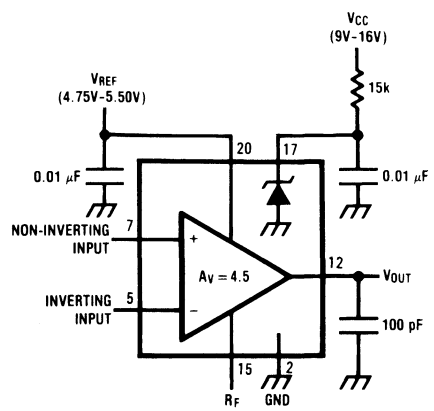 VCC
(9V–16V)
15k
VREF
(4.75V–5.50V)
20
17
0.01 μF
0.01 μF
7
NON-INVERTING
INPUT
+
AV = 4.5
12
VOUT
5
INVERTING
INPUT
−
100 pF
15
2
RF
GND